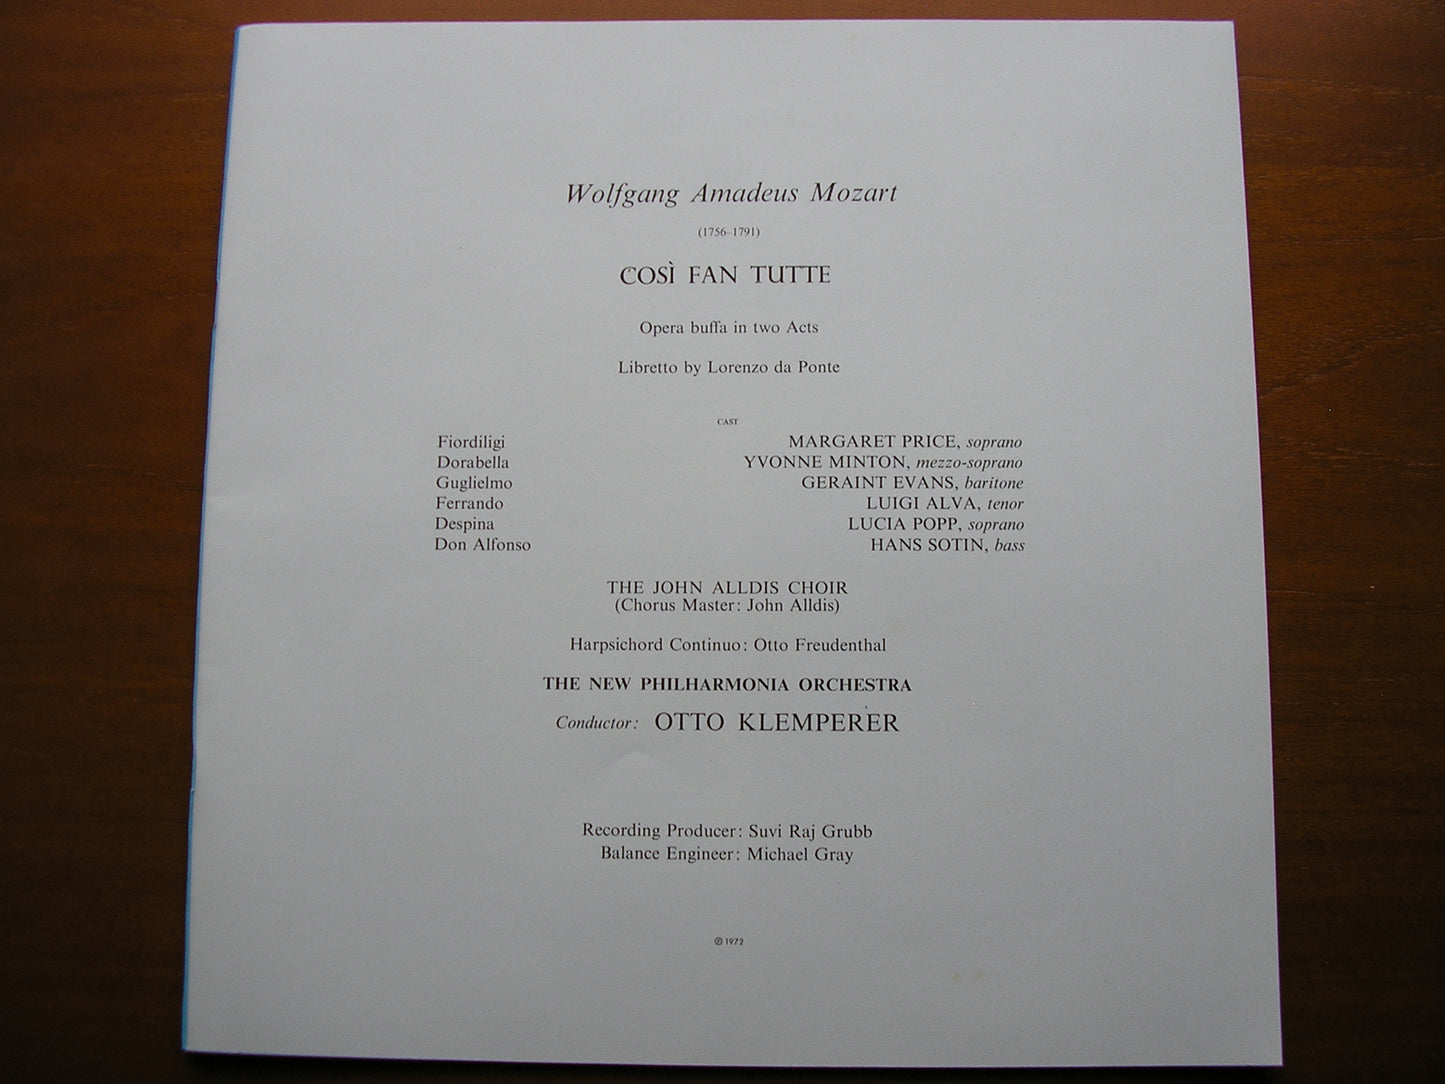 Wolfgang Amadeus Mozart
(1756–1791)
COSÌ FAN TUTTE
Opera buffa in two Acts
Libretto by Lorenzo da Ponte
CAST
Fiordiligi MARGARET PRICE, soprano
Dorabella YVONNE MINTON, mezzo-soprano
Guglielmo GERAINT EVANS, baritone
Ferrando LUIGI ALVA, tenor
Despina LUCIA POPP, soprano
Don Alfonso HANS SOTIN, bass
THE JOHN ALLDIS CHOIR
(Chorus Master: John Alldis)
Harpsichord Continuo: Otto Freudenthal
THE NEW PHILHARMONIA ORCHESTRA
Conductor: OTTO KLEMPERER
Recording Producer: Suvi Raj Grubb
Balance Engineer: Michael Gray
℗ 1972